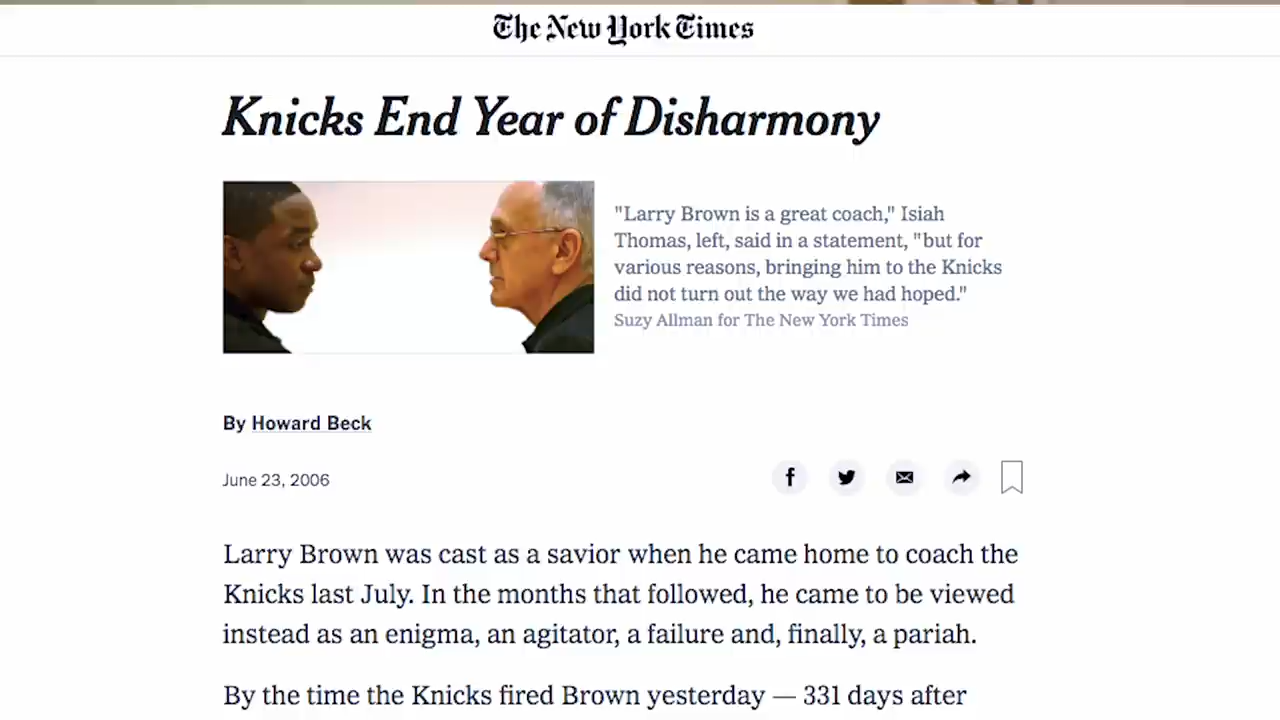 The New York Times
Knicks End Year of Disharmony
"Larry Brown is a great coach," Isiah
Thomas, left, said in a statement, "but for
various reasons, bringing him to the Knicks
did not turn out the way we had hoped."
Suzy Allman for The New York Times
By Howard Beck
June 23, 2006
Larry Brown was cast as a savior when he came home to coach the
Knicks last July. In the months that followed, he came to be viewed
instead as an enigma, an agitator, a failure and, finally, a pariah.
By the time the Knicks fired Brown yesterday — 331 days after